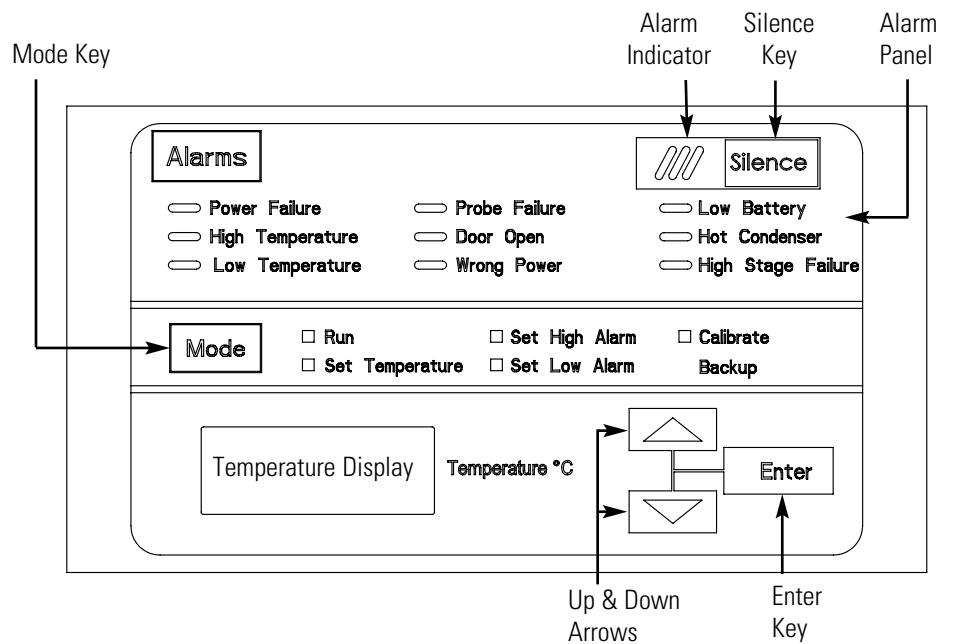 Mode Key
Alarm
Indicator
Silence
Key
Alarm
Panel
Alarms
Silence
Power Failure
Probe Failure
Low Battery
High Temperature
Door Open
Hot Condenser
Low Temperature
Wrong Power
High Stage Failure
Mode
Run
Set High Alarm
Calibrate
Set Temperature
Set Low Alarm
Backup
Temperature Display
Temperature °C
Enter
Up & Down
Arrows
Enter
Key